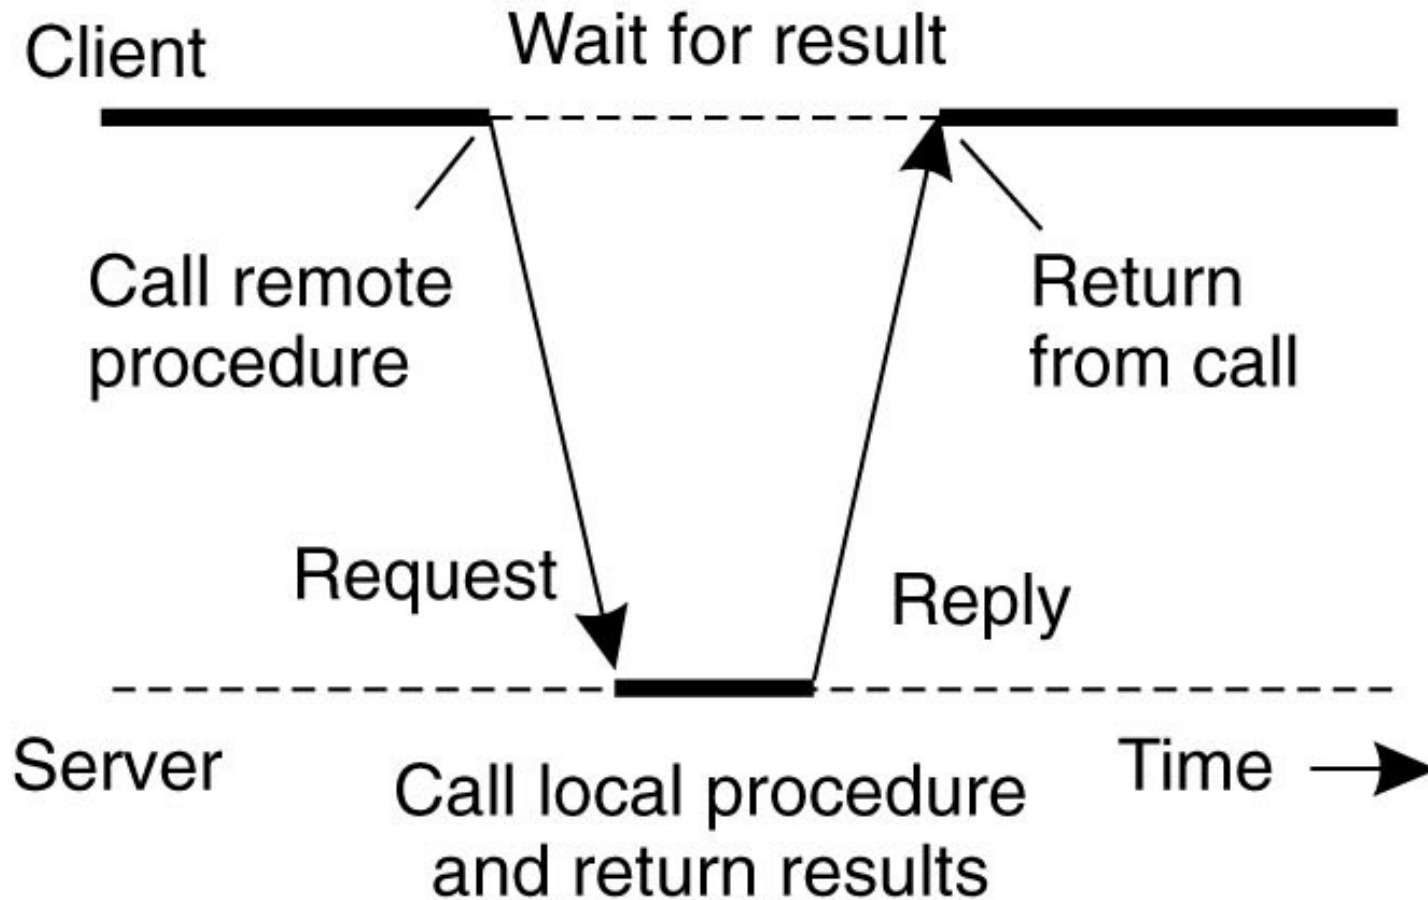 Client
Wait for result
Call remote
procedure
Return
from call
Request
Reply
Server
Call local procedure
and return results
Time